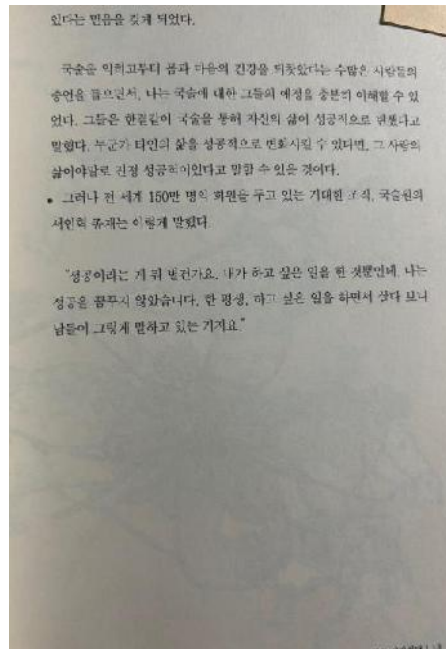 있다는 믿음을 갖게 되었다.
국술을 익히고부터 몸과 마음의 건강을 되찾았다는 수많은 사람들의
증언을 들으면서, 나는 국술에 대한 그들의 애정을 충분히 이해할 수 있
었다. 그들은 한결같이 국술을 통해 자신의 삶이 성공적으로 변했다고
말했다. 누군가 타인의 삶을 성공적으로 변화시킬 수 있다면, 그 사람의
삶이야말로 진정 성공적이었다고 말할 수 있을 것이다.
그러나 전 세계 150만 명의 회원을 두고 있는 거대한 조직, 국술원의
서인혁 총재는 이렇게 말했다.
"성공이라는 게 뭐 별건가요. 내가 하고 싶은 일을 한 것뿐인데. 나는
성공을 꿈꾸지 않았습니다. 한 평생, 하고 싶은 일을 하면서 살다 보니
남들이 그렇게 말하고 있는 거지요."